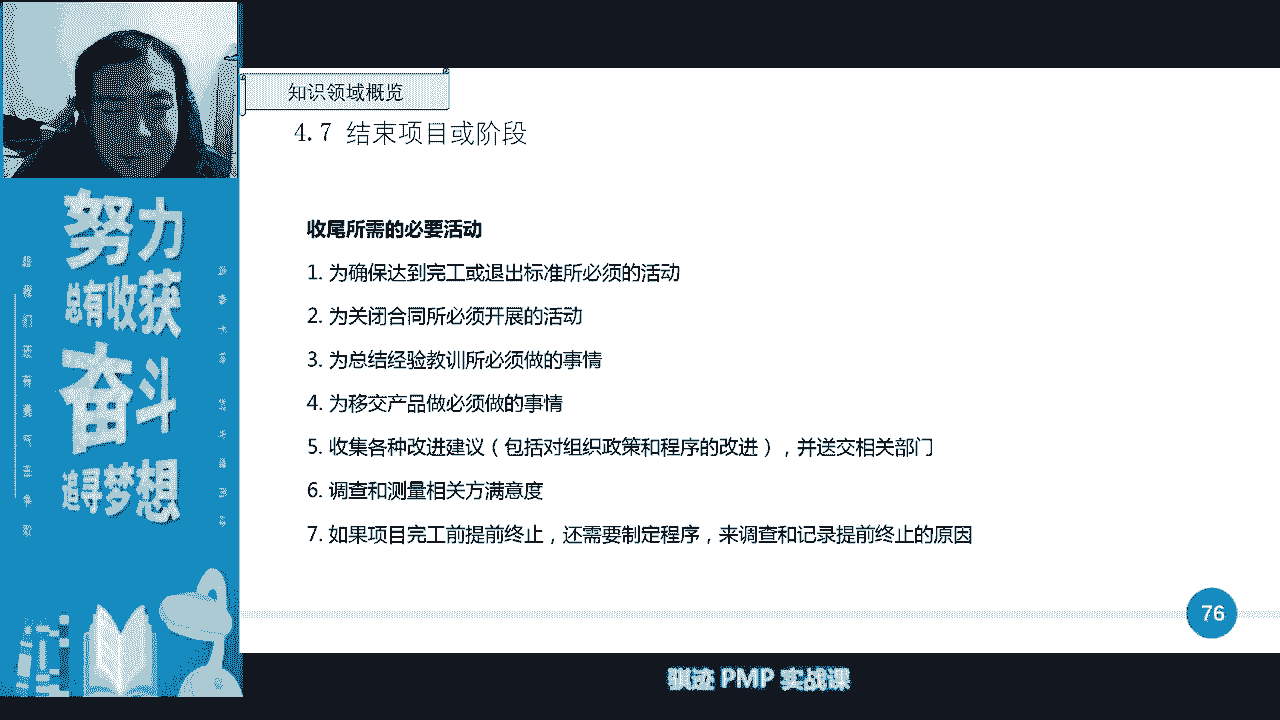 知识领域概览
4.7 结束项目或阶段
收尾所需的必要活动
1. 为确保达到完工或退出标准所必须的活动
2. 为关闭合同所必须开展的活动
3. 为总结经验教训所必须做的事情
4. 为移交产品做必须做的事情
5. 收集各种改进建议（包括对组织政策和程序的改进），并送交相关部门
6. 调查和测量相关方满意度
7. 如果项目完工前提前终止，还需要制定程序，来调查和记录提前终止的原因
76
骐迹 PMP 实战课
努力
总有收获
奋斗
追寻梦想